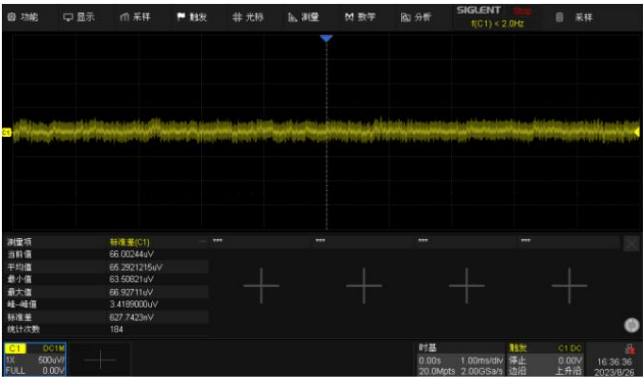 功能 显示 采样 触发 光标 测量 数学 分析 SIGLENT Stop 采样
f(C1) < 2.0Hz
C1
测量项 标准差(C1) *** *** *** ***
当前值 66.00244uV
平均值 65.2921215uV
最小值 63.50821uV
最大值 66.92711uV
峰-峰值 3.4189000uV
标准差 627.7423nV
统计次数 184
C1 DC1M 时基 触发 C1 DC
1X 500uV/ 0.00s 1.00ms/div 停止 0.00V 16:36:36
FULL 0.00V 20.0Mpts 2.00GSa/s 边沿 上升沿 2023/8/26